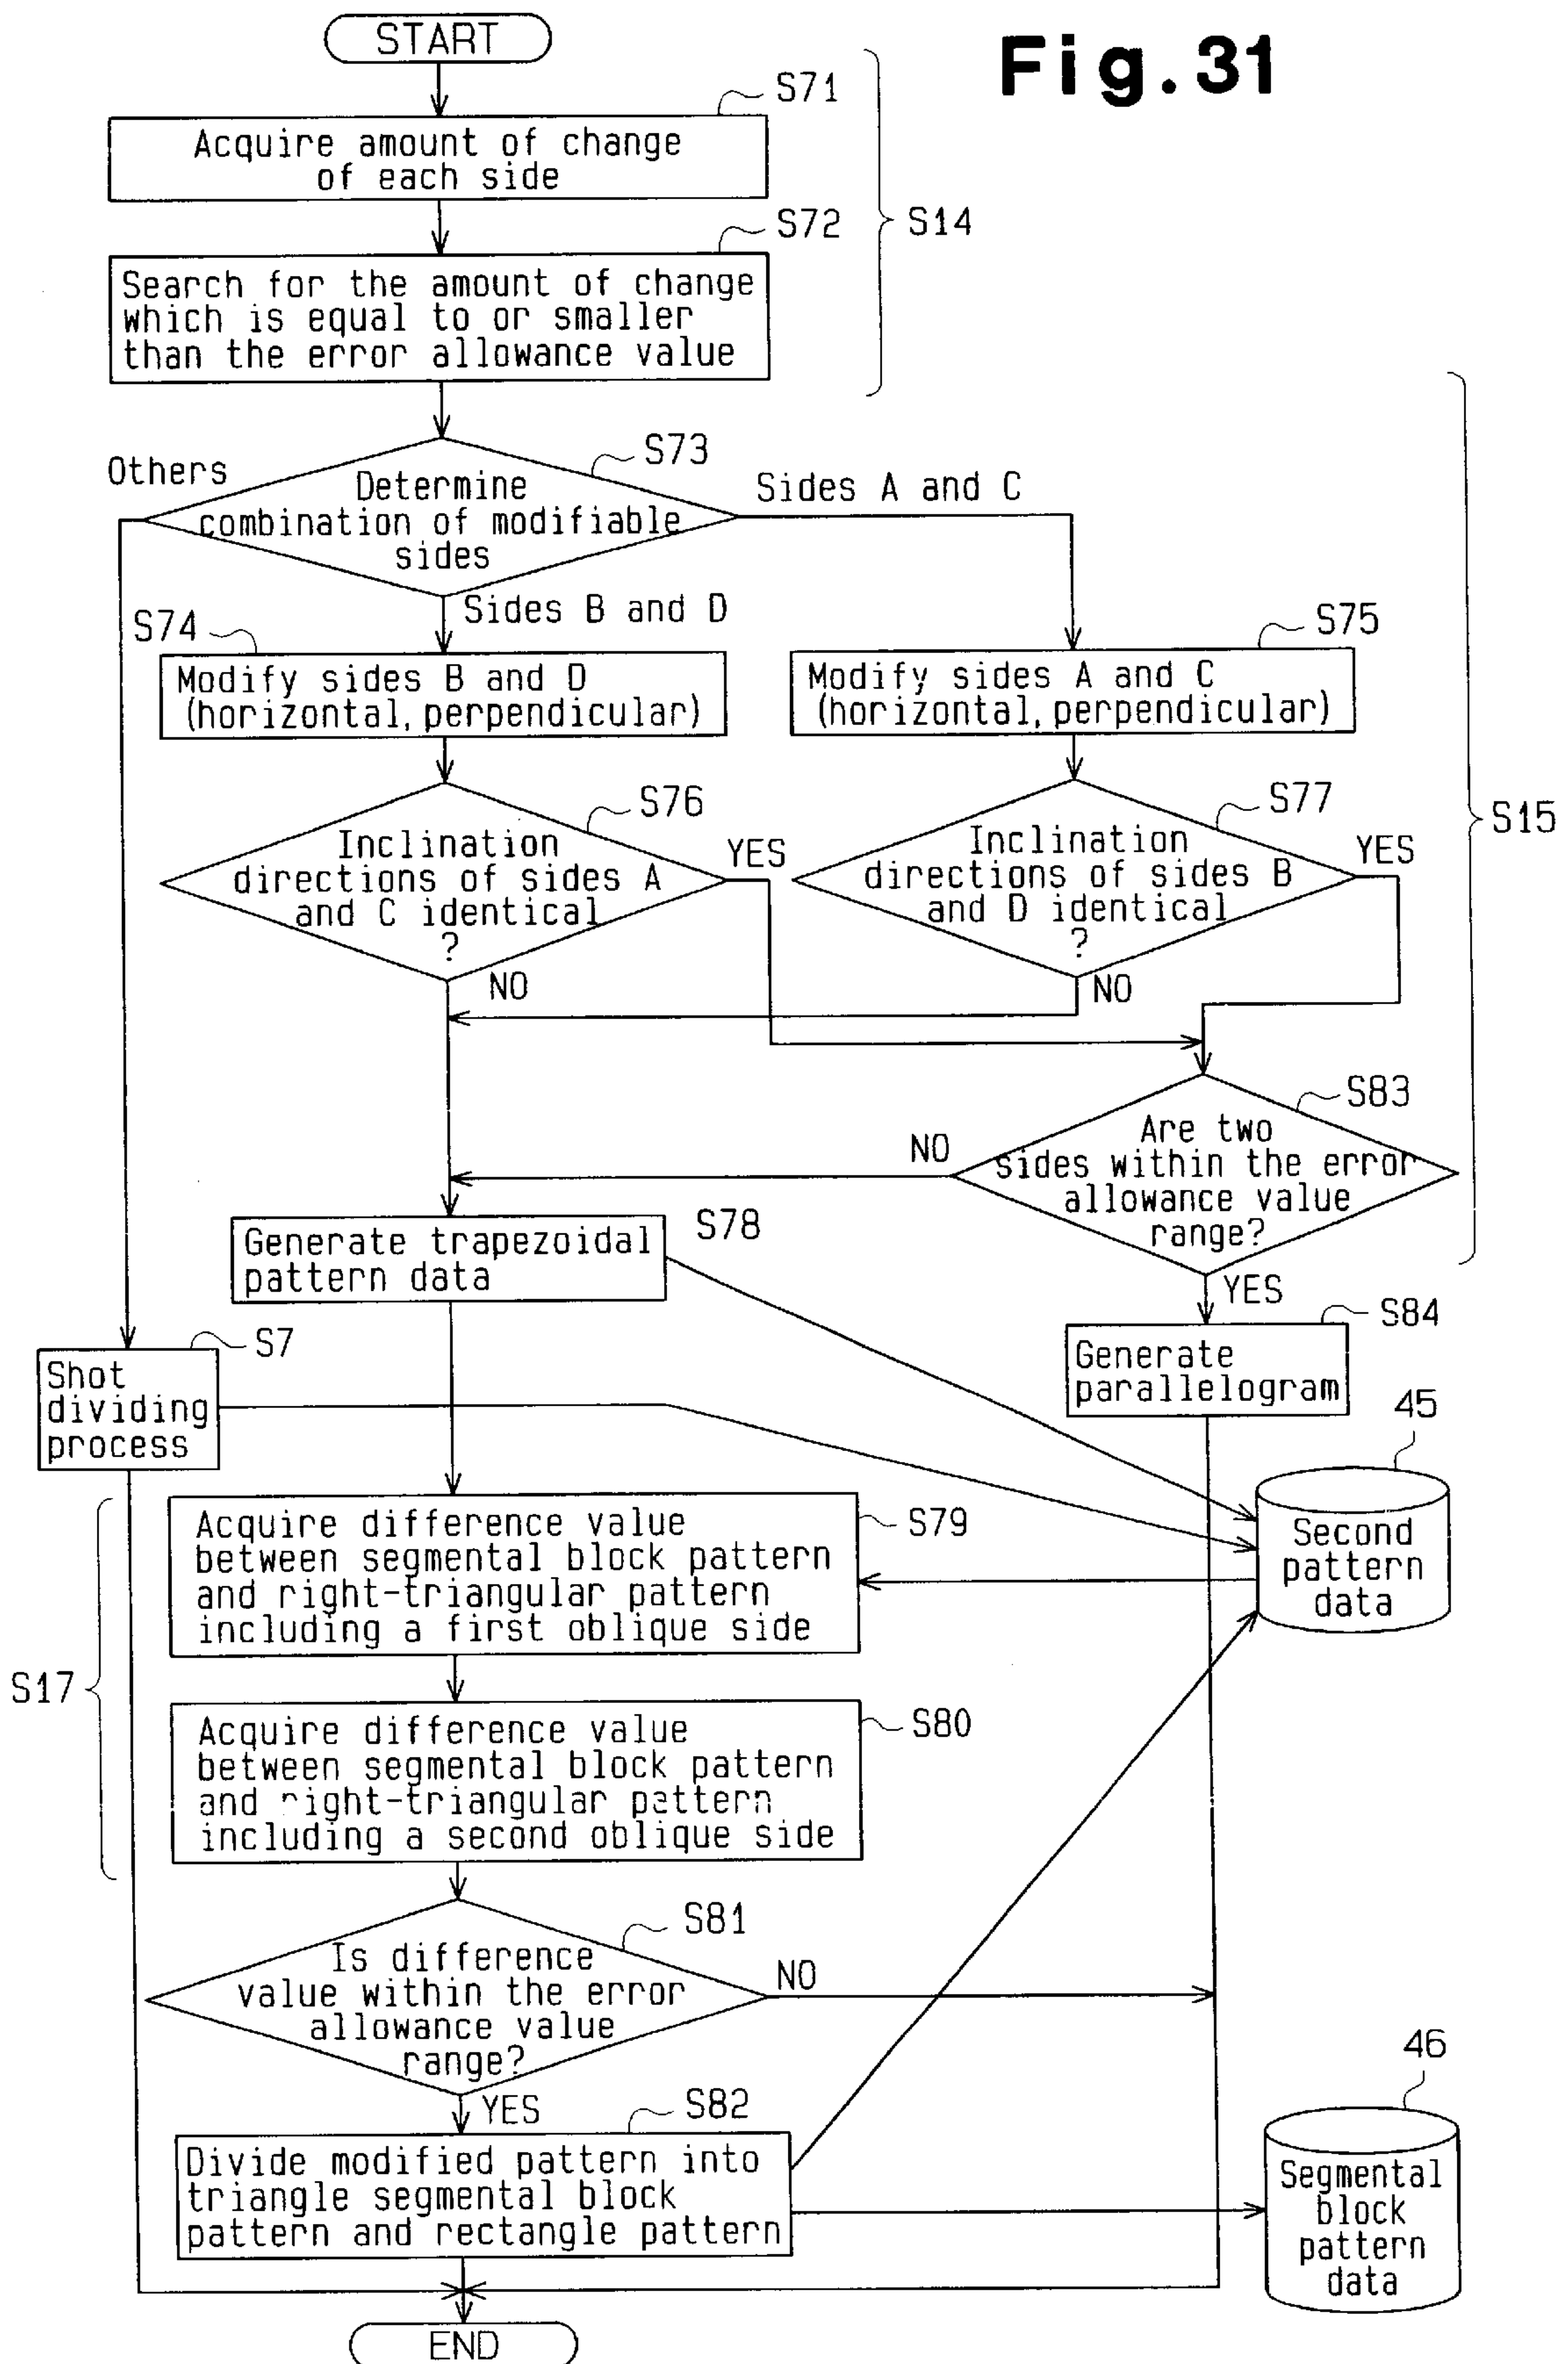 START
Fig.31
S71
Acquire amount of change
of each side
S72
S14
Search for the amount of change
which is equal to or smaller
than the error allowance value
S73
Others
Determine
combination of modifiable
sides
Sides A and C
Sides B and D
S74
S75
Modify sides B and D
(horizontal, perpendicular)
Modify sides A and C
(horizontal, perpendicular)
S76
S77
S15
Inclination
directions of sides A
and C identical
?
YES
Inclination
directions of sides B
and D identical
?
YES
NO
NO
S83
Are two
sides within the error
allowance value
range?
NO
S78
Generate trapezoidal
pattern data
YES
S84
Generate
parallelogram
S7
Shot
dividing
process
45
Second
pattern
data
S79
Acquire difference value
between segmental block pattern
and right-triangular pattern
including a first oblique side
S17
S80
Acquire difference value
between segmental block pattern
and right-triangular pattern
including a second oblique side
S81
Is difference
value within the error
allowance value
range?
NO
YES
S82
46
Divide modified pattern into
triangle segmental block
pattern and rectangle pattern
Segmental
block
pattern
data
END